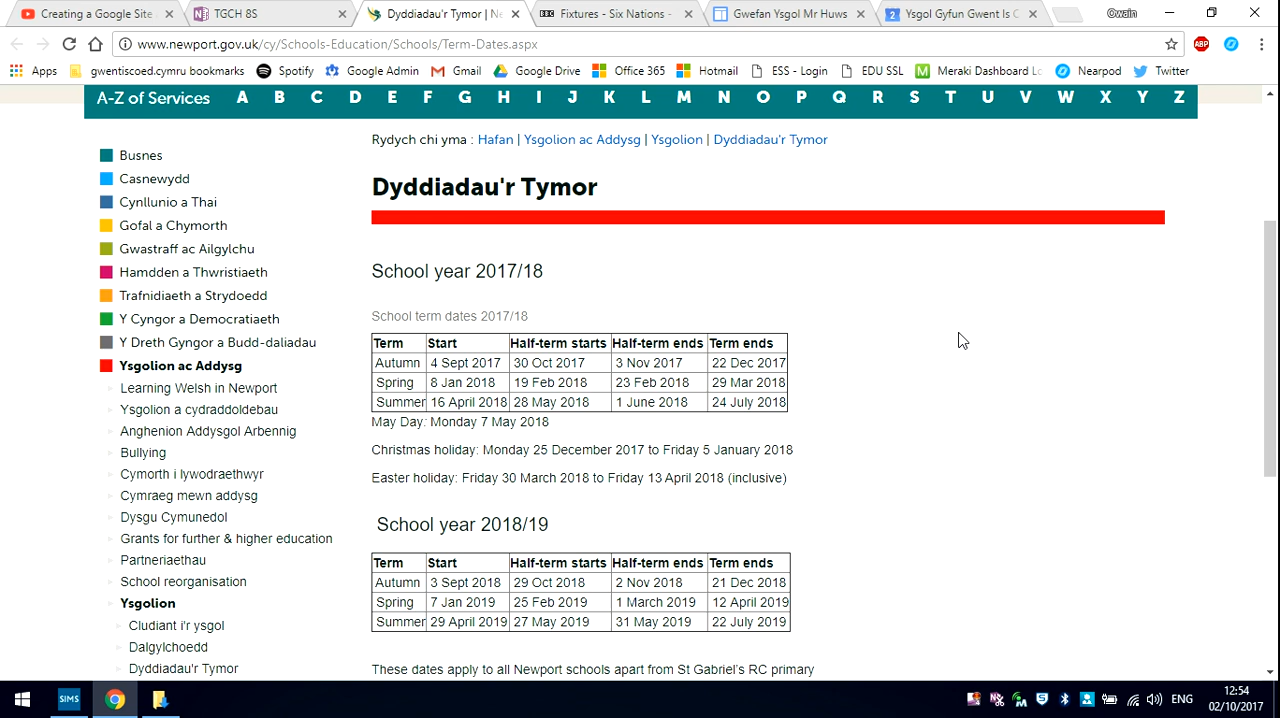 Creating a Google Site
TGCH 8S
Dyddiadau'r Tymor | Ne
Fixtures - Six Nations -
Gwefan Ysgol Mr Huws
Ysgol Gyfun Gwent Is C
Owain
www.newport.gov.uk/cy/Schools-Education/Schools/Term-Dates.aspx
ABP
Apps
gwentiscoed.cymru bookmarks
Spotify
Google Admin
Gmail
Google Drive
Office 365
Hotmail
ESS - Login
EDU SSL
Meraki Dashboard Lo
Nearpod
Twitter
A-Z of Services A B C D E F G H I J K L M N O P Q R S T U V W X Y Z
Rydych chi yma : Hafan | Ysgolion ac Addysg | Ysgolion | Dyddiadau'r Tymor
Busnes
Casnewydd
Cynllunio a Thai
Gofal a Chymorth
Gwastraff ac Ailgylchu
Hamdden a Thwristiaeth
Trafnidiaeth a Strydoedd
Y Cyngor a Democratiaeth
Y Dreth Gyngor a Budd-daliadau
Ysgolion ac Addysg
Learning Welsh in Newport
Ysgolion a cydraddoldebau
Anghenion Addysgol Arbennig
Bullying
Cymorth i lywodraethwyr
Cymraeg mewn addysg
Dysgu Cymunedol
Grants for further & higher education
Partneriaethau
School reorganisation
Ysgolion
Cludiant i'r ysgol
Dalgylchoedd
Dyddiadau'r Tymor
Dyddiadau'r Tymor
School year 2017/18
School term dates 2017/18
Term Start Half-term starts Half-term ends Term ends
Autumn 4 Sept 2017 30 Oct 2017 3 Nov 2017 22 Dec 2017
Spring 8 Jan 2018 19 Feb 2018 23 Feb 2018 29 Mar 2018
Summer 16 April 2018 28 May 2018 1 June 2018 24 July 2018
May Day: Monday 7 May 2018
Christmas holiday: Monday 25 December 2017 to Friday 5 January 2018
Easter holiday: Friday 30 March 2018 to Friday 13 April 2018 (inclusive)
School year 2018/19
Term Start Half-term starts Half-term ends Term ends
Autumn 3 Sept 2018 29 Oct 2018 2 Nov 2018 21 Dec 2018
Spring 7 Jan 2019 25 Feb 2019 1 March 2019 12 April 2019
Summer 29 April 2019 27 May 2019 31 May 2019 22 July 2019
These dates apply to all Newport schools apart from St Gabriel's RC primary
SIMS
ENG
12:54
02/10/2017